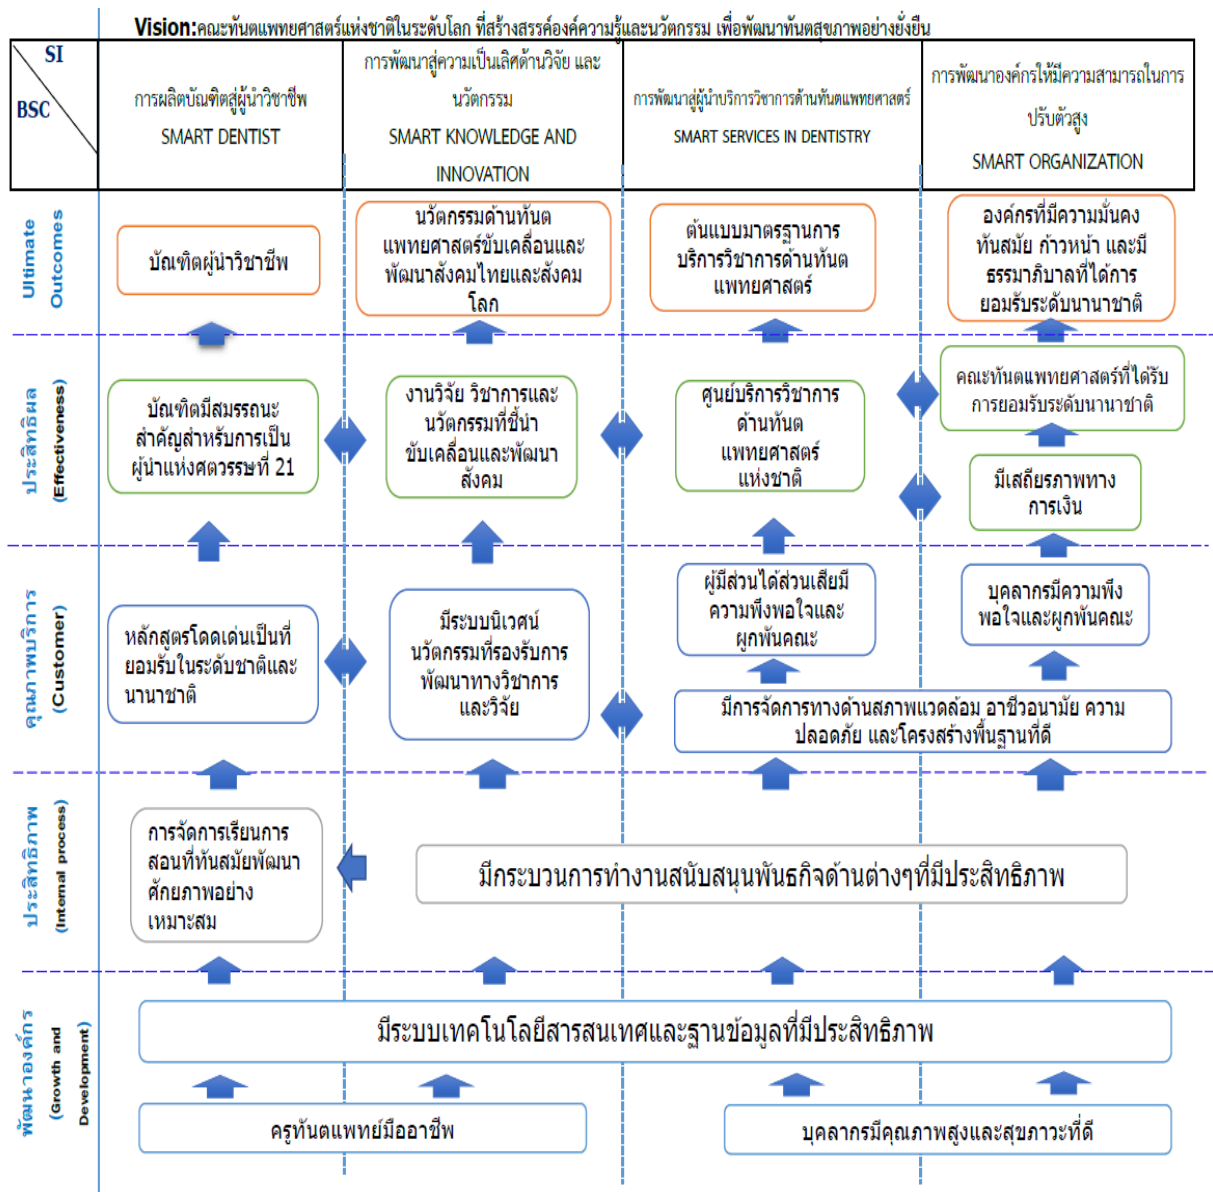 Vision:คณะทันตแพทยศาสตร์แห่งชาติในระดับโลก ที่สร้างสรรค์องค์ความรู้และนวัตกรรม เพื่อพัฒนาทันตสุขภาพอย่างยั่งยืน
SI
BSC
การผลิตบัณฑิตสู่ผู้นำวิชาชีพ
SMART DENTIST
การพัฒนาสู่ความเป็นเลิศด้านวิจัย และ
นวัตกรรม
SMART KNOWLEDGE AND
INNOVATION
การพัฒนาสู่ผู้นำบริการวิชาการด้านทันตแพทยศาสตร์
SMART SERVICES IN DENTISTRY
การพัฒนาองค์กรให้มีความสามารถในการ
ปรับตัวสูง
SMART ORGANIZATION
Ultimate
Outcomes
บัณฑิตผู้นำวิชาชีพ
นวัตกรรมด้านทันต
แพทยศาสตร์ขับเคลื่อนและ
พัฒนาสังคมไทยและสังคม
โลก
ต้นแบบมาตรฐานการ
บริการวิชาการด้านทันต
แพทยศาสตร์
องค์กรที่มีความมั่นคง
ทันสมัย ก้าวหน้า และมี
ธรรมาภิบาลที่ได้การ
ยอมรับระดับนานาชาติ
ประสิทธิผล
(Effectiveness)
บัณฑิตมีสมรรถนะ
สำคัญสำหรับการเป็น
ผู้นำแห่งศตวรรษที่ 21
งานวิจัย วิชาการและ
นวัตกรรมที่ชี้นำ
ขับเคลื่อนและพัฒนา
สังคม
ศูนย์บริการวิชาการ
ด้านทันต
แพทยศาสตร์
แห่งชาติ
คณะทันตแพทยศาสตร์ที่ได้รับ
การยอมรับระดับนานาชาติ
มีเสถียรภาพทาง
การเงิน
คุณภาพบริการ
(Customer)
หลักสูตรโดดเด่นเป็นที่
ยอมรับในระดับชาติและ
นานาชาติ
มีระบบนิเวศน์
นวัตกรรมที่รองรับการ
พัฒนาทางวิชาการ
และวิจัย
ผู้มีส่วนได้ส่วนเสียมี
ความพึงพอใจและ
ผูกพันคณะ
บุคลากรมีความพึง
พอใจและผูกพันคณะ
มีการจัดการทางด้านสภาพแวดล้อม อาชีวอนามัย ความ
ปลอดภัย และโครงสร้างพื้นฐานที่ดี
ประสิทธิภาพ
(Internal process)
การจัดการเรียนการ
สอนที่ทันสมัยพัฒนา
ศักยภาพอย่าง
เหมาะสม
มีกระบวนการทำงานสนับสนุนพันธกิจด้านต่างๆที่มีประสิทธิภาพ
พัฒนาองค์กร
(Growth and
Development)
มีระบบเทคโนโลยีสารสนเทศและฐานข้อมูลที่มีประสิทธิภาพ
ครูทันตแพทย์มืออาชีพ
บุคลากรมีคุณภาพสูงและสุขภาวะที่ดี